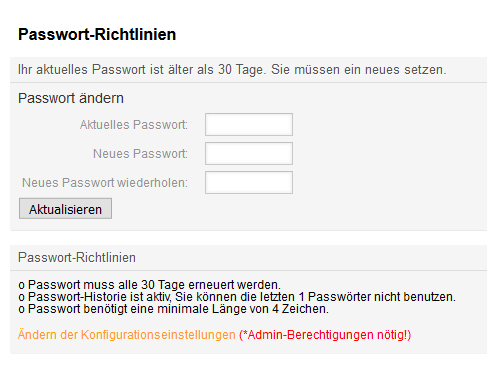 Passwort-Richtlinien
Ihr aktuelles Passwort ist älter als 30 Tage. Sie müssen ein neues setzen.
Passwort ändern
Aktuelles Passwort:
Neues Passwort:
Neues Passwort wiederholen:
Aktualisieren
Passwort-Richtlinien
o Passwort muss alle 30 Tage erneuert werden.
o Passwort-Historie ist aktiv, Sie können die letzten 1 Passwörter nicht benutzen.
o Passwort benötigt eine minimale Länge von 4 Zeichen.
Ändern der Konfigurationseinstellungen (*Admin-Berechtigungen nötig!)